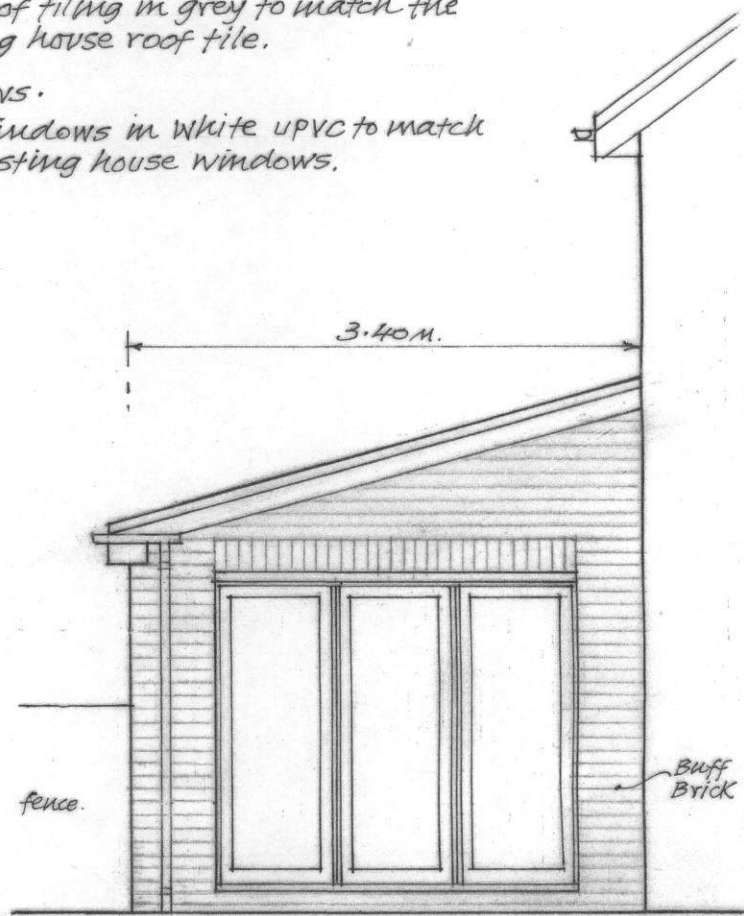 of tiling in grey to match the
g house roof tile.
ws.
indows in white uPVC to match
sting house windows.
3.40M.
fence.
Buff
Brick